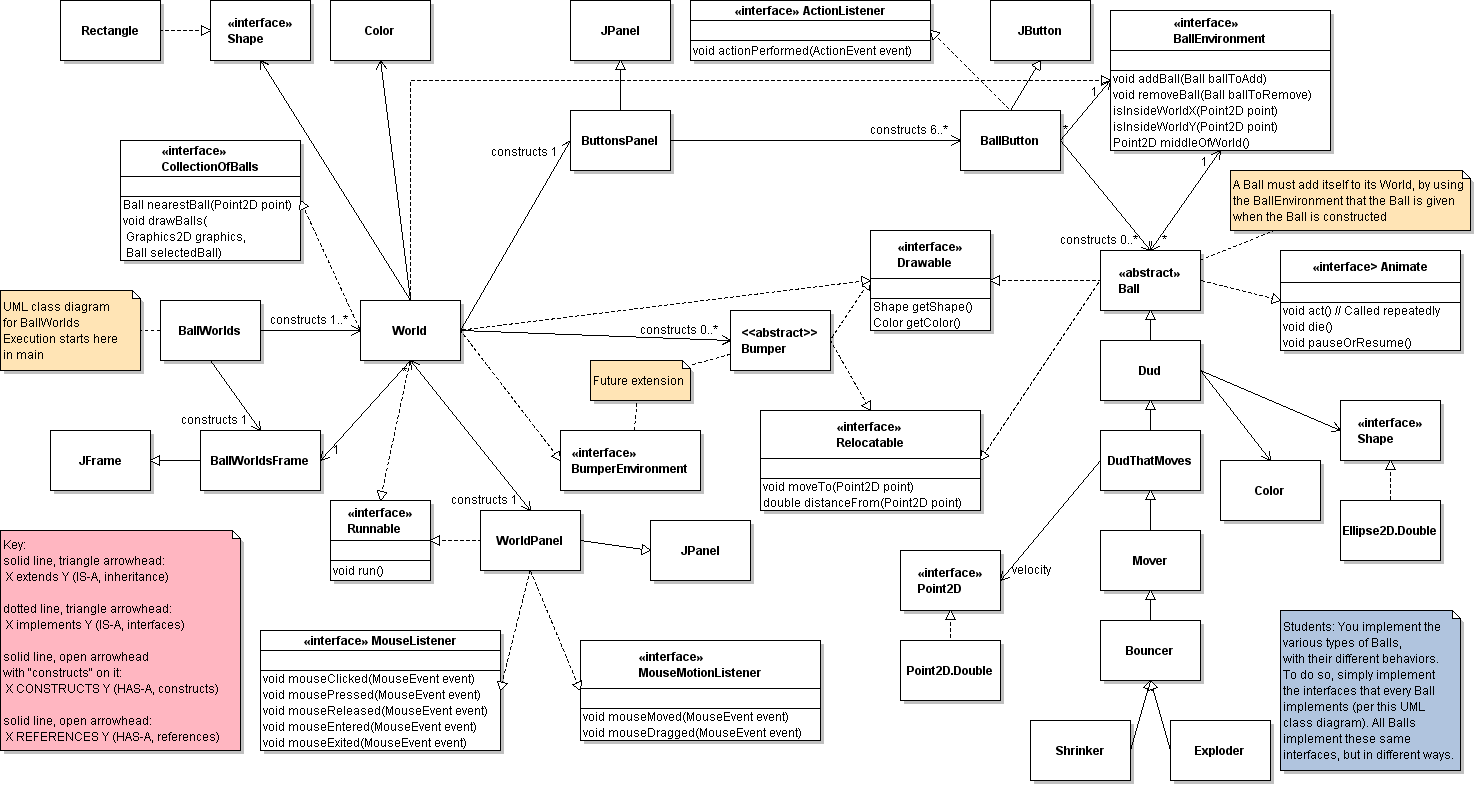 Rectangle
«interface»
Shape
Color
JPanel
«interface» ActionListener
void actionPerformed(ActionEvent event)
JButton
«interface»
BallEnvironment
void addBall(Ball ballToAdd)
void removeBall(Ball ballToRemove)
isInsideWorldX(Point2D point)
isInsideWorldY(Point2D point)
Point2D middleOfWorld()
1
*
ButtonsPanel
constructs 1
constructs 6..*
BallButton
«interface»
CollectionOfBalls
Ball nearestBall(Point2D point)
void drawBalls(
Graphics2D graphics,
Ball selectedBall)
1
*
constructs 0..*
A Ball must add itself to its World, by using
the BallEnvironment that the Ball is given
when the Ball is constructed
«interface»
Drawable
Shape getShape()
Color getColor()
«abstract»
Ball
«interface> Animate
void act() // Called repeatedly
void die()
void pauseOrResume()
UML class diagram
for BallWorlds
Execution starts here
in main
BallWorlds
constructs 1..*
World
constructs 0..*
<<abstract>>
Bumper
Future extension
Dud
constructs 1
JFrame
BallWorldsFrame
1
«interface»
BumperEnvironment
«interface»
Relocatable
void moveTo(Point2D point)
double distanceFrom(Point2D point)
DudThatMoves
«interface»
Shape
Color
Ellipse2D.Double
constructs 1
«interface»
Runnable
void run()
WorldPanel
JPanel
«interface»
Point2D
velocity
Mover
Point2D.Double
Bouncer
Key:
solid line, triangle arrowhead:
X extends Y (IS-A, inheritance)
dotted line, triangle arrowhead:
X implements Y (IS-A, interfaces)
solid line, open arrowhead
with "constructs" on it:
X CONSTRUCTS Y (HAS-A, constructs)
solid line, open arrowhead:
X REFERENCES Y (HAS-A, references)
«interface» MouseListener
void mouseClicked(MouseEvent event)
void mousePressed(MouseEvent event)
void mouseReleased(MouseEvent event)
void mouseEntered(MouseEvent event)
void mouseExited(MouseEvent event)
«interface»
MouseMotionListener
void mouseMoved(MouseEvent event)
void mouseDragged(MouseEvent event)
Shrinker
Exploder
Students: You implement the
various types of Balls,
with their different behaviors.
To do so, simply implement
the interfaces that every Ball
implements (per this UML
class diagram). All Balls
implement these same
interfaces, but in different ways.